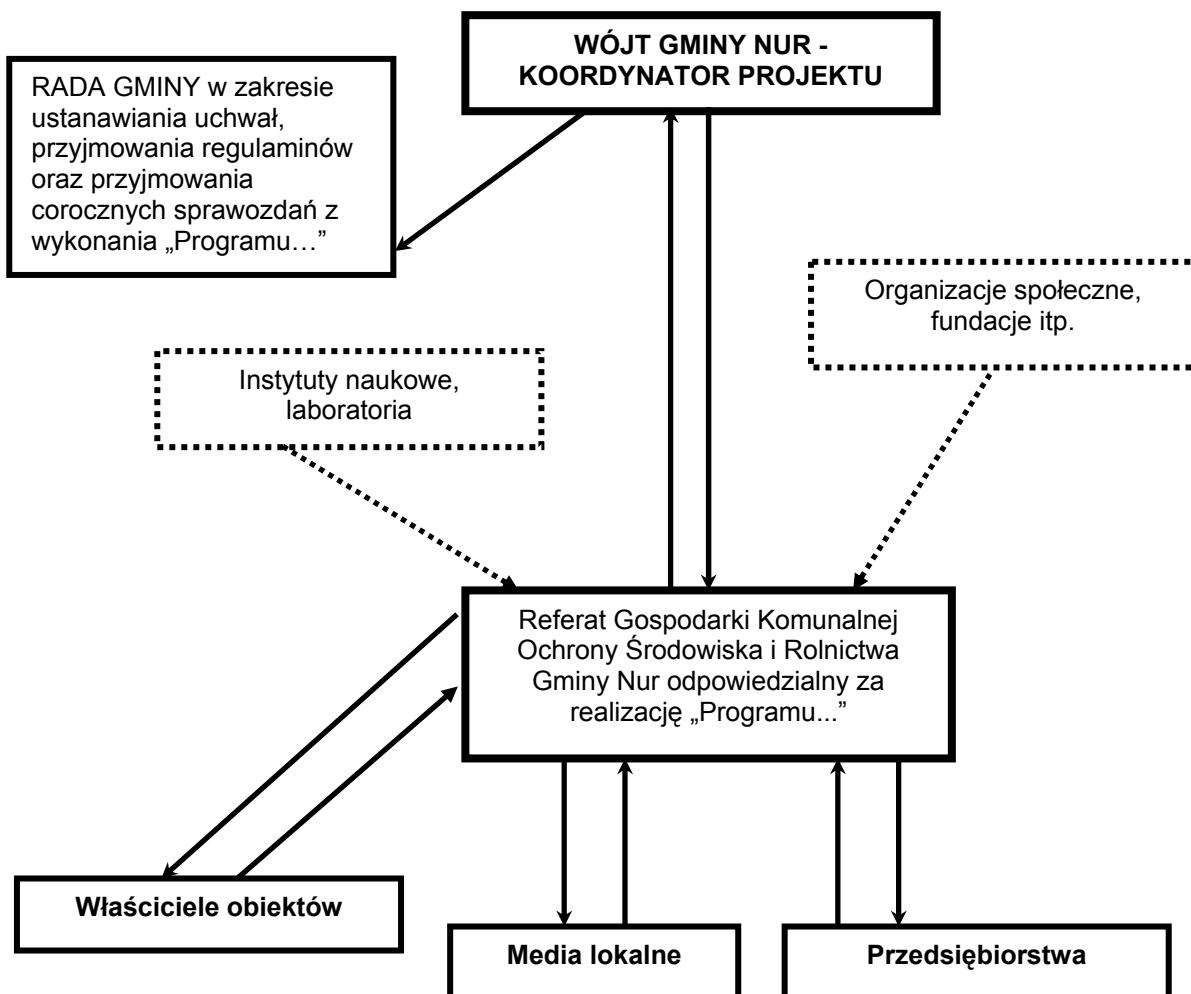 WÓJT GMINY NUR -
KOORDYNATOR PROJEKTU
RADA GMINY w zakresie
ustanawiania uchwał,
przyjmowania regulaminów
oraz przyjmowania
corocznych sprawozdań z
wykonania „Programu…”
Organizacje społeczne,
fundacje itp.
Instytuty naukowe,
laboratoria
Referat Gospodarki Komunalnej
Ochrony Środowiska i Rolnictwa
Gminy Nur odpowiedzialny za
realizację „Programu...”
Właściciele obiektów
Media lokalne
Przedsiębiorstwa